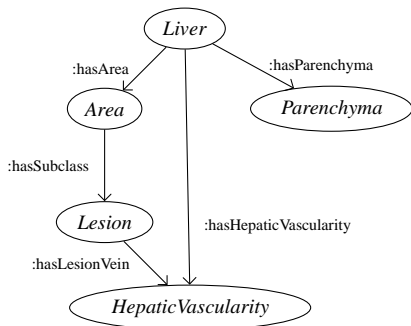 Liver
:hasArea
:hasParenchyma
Area
Parenchyma
:hasSubclass
Lesion
:hasHepaticVascularity
:hasLesionVein
HepaticVascularity